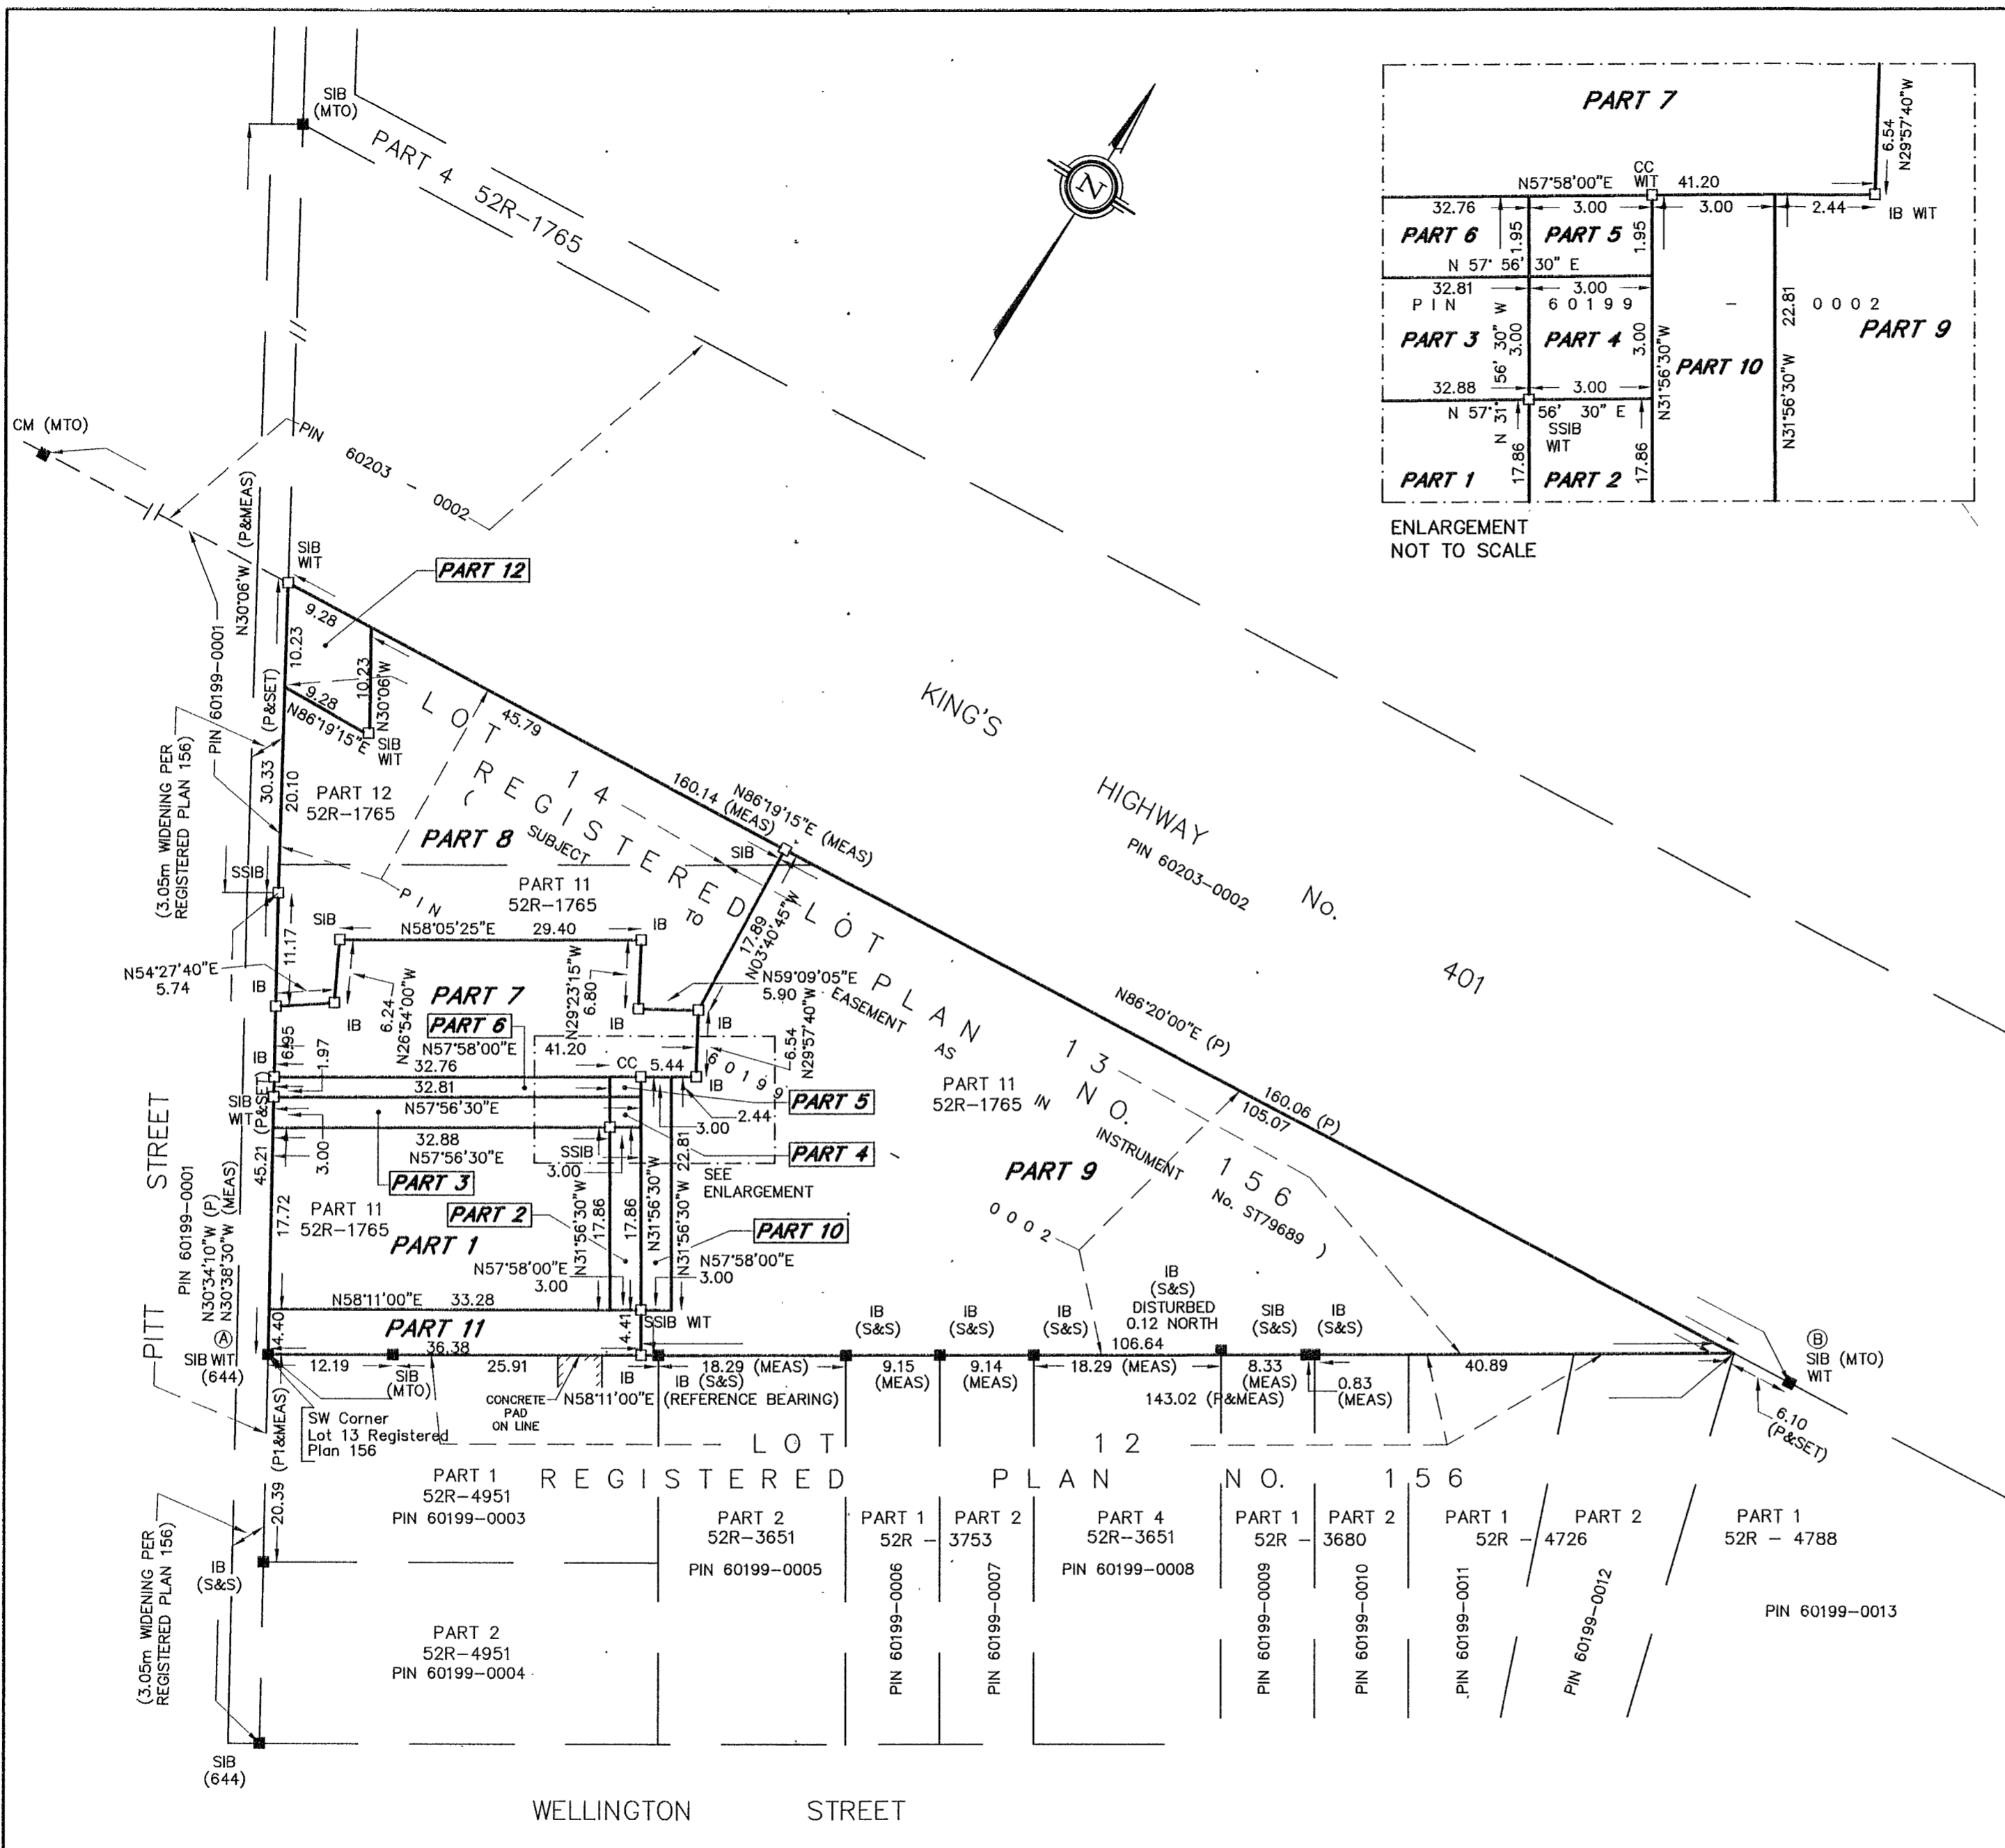 SIB
(MTO)
PART 4 52R-1765
N
PART 7
6.54
N29°57'40"W
N57°58'00"E
CC
WIT
41.20
32.76
3.00
3.00
2.44
IB WIT
PART 6
1.95
PART 5
1.95
N 57° 56' 30" E
32.81
3.00
PIN 60199 - 0002
PART 3
N 31° 56' 30" W
3.00
PART 4
3.00
N31°56'30"W
22.81
N31°56'30"W
PART 9
PART 10
32.88
3.00
N 57° 56' 30" E
SSIB
WIT
17.86
17.86
PART 1
PART 2
ENLARGEMENT
NOT TO SCALE
CM (MTO)
PIN 60203 - 0002
N30°06'W (P&MEAS)
SIB
WIT
PART 12
9.28
10.23
10.23
N30°06'W
9.28
N86°19'15"E
SIB
WIT
PIN 60199-0001
(P&SET)
(3.05m WIDENING PER
REGISTERED PLAN 156)
30.33
20.10
PART 12
52R-1765
PART 8
LOT 14
REGISTERED PLAN NO. 156
LOT 13
45.79
160.14 (MEAS)
N86°19'15"E (MEAS)
KING'S
HIGHWAY
No.
401
PIN 60203-0002
( SUBJECT TO EASEMENT AS IN INSTRUMENT No. ST79689 )
SIB
SSIB
PIN 60199 - 0002
PART 11
52R-1765
SIB
N58°05'25"E 29.40
IB
17.89
N03°40'45"W
11.17
N54°27'40"E
5.74
IB
IB
6.24
N26°54'00"W
PART 7
N29°23'15"W
6.80
IB
N59°09'05"E
5.90
IB
6.54
N29°57'40"W
N86°20'00"E (P)
6.95
1.97
IB
PART 6
N57°58'00"E
32.76
41.20
CC
5.44
IB
32.81
N57°56'30"E
SIB
WIT
PART 5
2.44
3.00
PART 11
52R-1765
160.06 (P)
105.07
STREET
45.21 (P&SET)
3.00
32.88
N57°56'30"E
SSIB
3.00
22.81
PART 4
SEE
ENLARGEMENT
PART 9
PART 3
PIN 60199-0001
N30°34'10"W (P)
N30°38'30"W (MEAS)
17.72
PART 11
52R-1765
PART 1
PART 2
N31°56'30"W
17.86
17.86
N31°56'30"W
N31°56'30"W
PART 10
N57°58'00"E
3.00
N57°58'00"E
3.00
N58°11'00"E 33.28
PART 11
36.38
4.40
4.41
SSIB WIT
PITT
A
SIB WIT
(644)
12.19
SIB
(MTO)
25.91
CONCRETE
PAD
ON LINE
N58°11'00"E (REFERENCE BEARING)
IB
IB
(S&S)
18.29 (MEAS)
IB
(S&S)
9.15
(MEAS)
IB
(S&S)
9.14
(MEAS)
IB
(S&S)
106.64
18.29 (MEAS)
IB
(S&S)
DISTURBED
0.12 NORTH
SIB
(S&S)
8.33
(MEAS)
IB
(S&S)
0.83
(MEAS)
143.02 (P&MEAS)
40.89
B
SIB (MTO)
WIT
6.10
(P&SET)
SW Corner
Lot 13 Registered
Plan 156
20.39 (P1&MEAS)
LOT 12
REGISTERED PLAN NO. 156
(3.05m WIDENING PER
REGISTERED PLAN 156)
IB
(S&S)
PART 1
52R-4951
PIN 60199-0003
PART 2
52R-3651
PIN 60199-0005
PART 1 PART 2
52R - 3753
PIN 60199-0006
PIN 60199-0007
PART 4
52R-3651
PIN 60199-0008
PART 1 PART 2
52R - 3680
PIN 60199-0009
PIN 60199-0010
PART 1 PART 2
52R - 4726
PIN 60199-0011
PIN 60199-0012
PART 1
52R - 4788
PIN 60199-0013
PART 2
52R-4951
PIN 60199-0004
SIB
(644)
WELLINGTON STREET